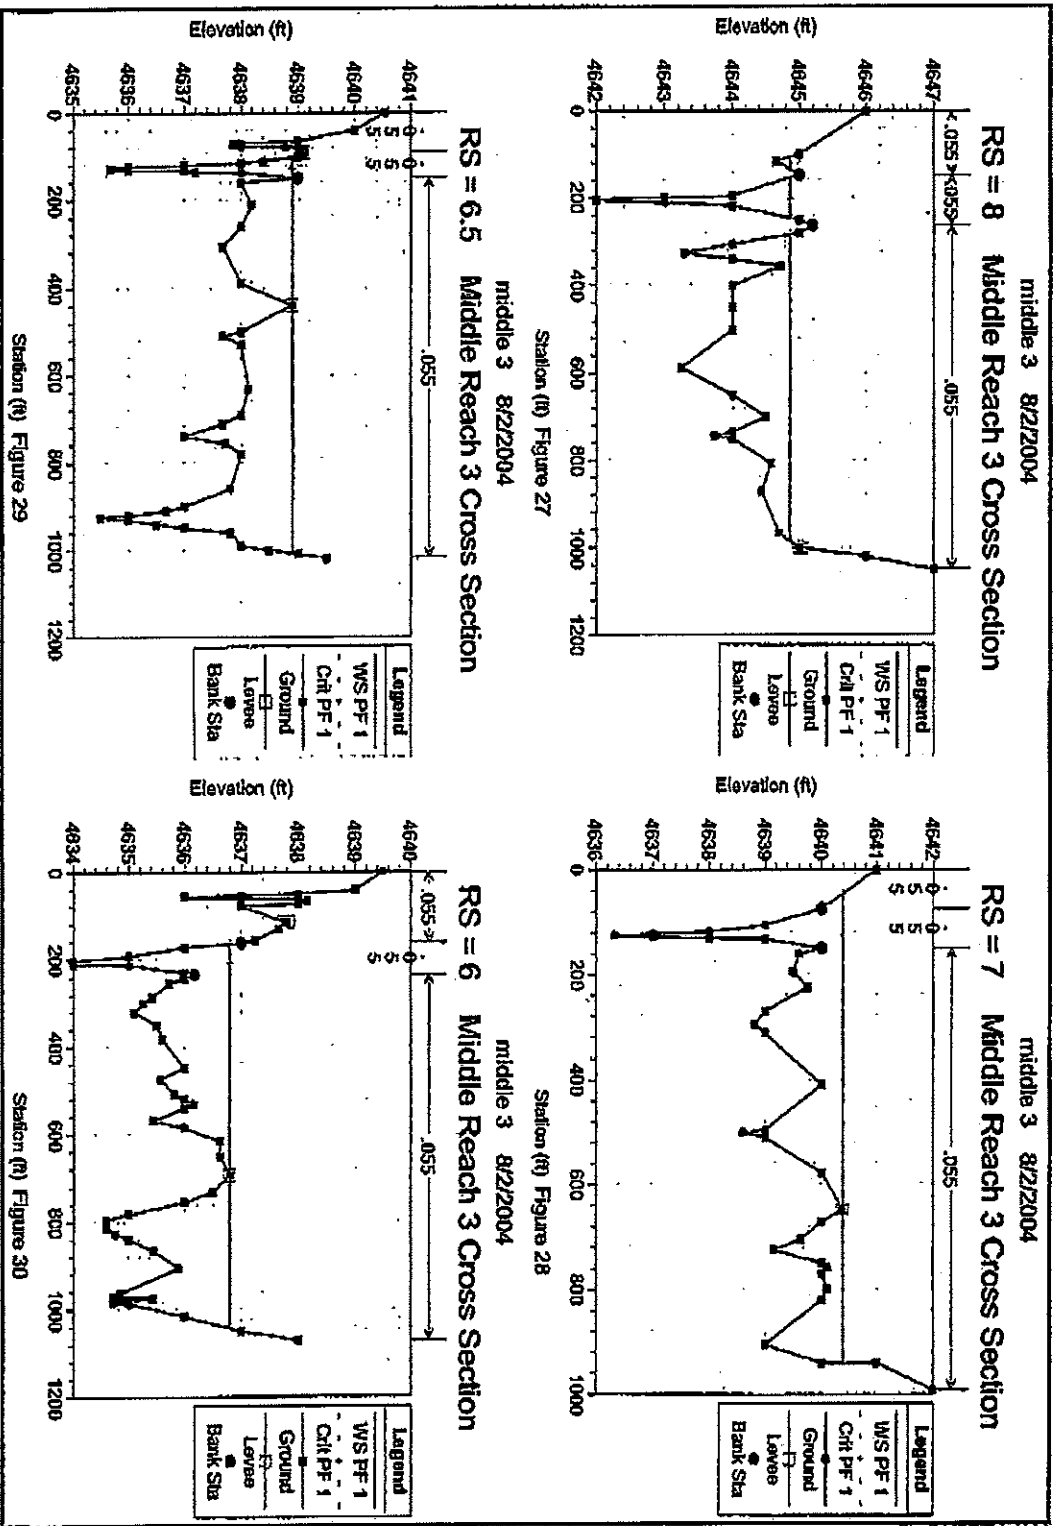 middle 3 8/2/2004
RS = 8 Middle Reach 3 Cross Section
<.055><.055> .055
Elevation (ft)
4647
4646
4645
4644
4643
4642
0 200 400 600 800 1000 1200
Station (ft) Figure 27
Legend
WS PF 1
Crit PF 1
Ground
Levee
Bank Sta
middle 3 8/2/2004
RS = 7 Middle Reach 3 Cross Section
.055 .055 .055
Elevation (ft)
4642
4641
4640
4639
4638
4637
4636
0 200 400 600 800 1000
Station (ft) Figure 28
Legend
WS PF 1
Crit PF 1
Ground
Levee
Bank Sta
middle 3 8/2/2004
RS = 6.5 Middle Reach 3 Cross Section
.055 .055 .055
Elevation (ft)
4641
4640
4639
4638
4637
4636
4635
0 200 400 600 800 1000 1200
Station (ft) Figure 29
Legend
WS PF 1
Crit PF 1
Ground
Levee
Bank Sta
middle 3 8/2/2004
RS = 6 Middle Reach 3 Cross Section
<.055> .055 .055
Elevation (ft)
4640
4639
4638
4637
4636
4635
4634
0 200 400 600 800 1000 1200
Station (ft) Figure 30
Legend
WS PF 1
Crit PF 1
Ground
Levee
Bank Sta